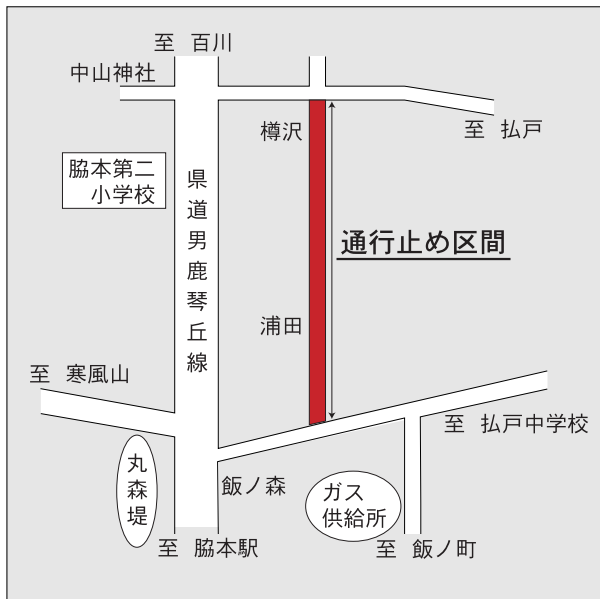 至 百川
中山神社
至 払戸
樽沢
脇本第二
小学校
県道男鹿琴丘線
通行止め区間
浦田
至 寒風山
至 払戸中学校
丸森堤
飯ノ森
ガス
供給所
至 脇本駅
至 飯ノ町